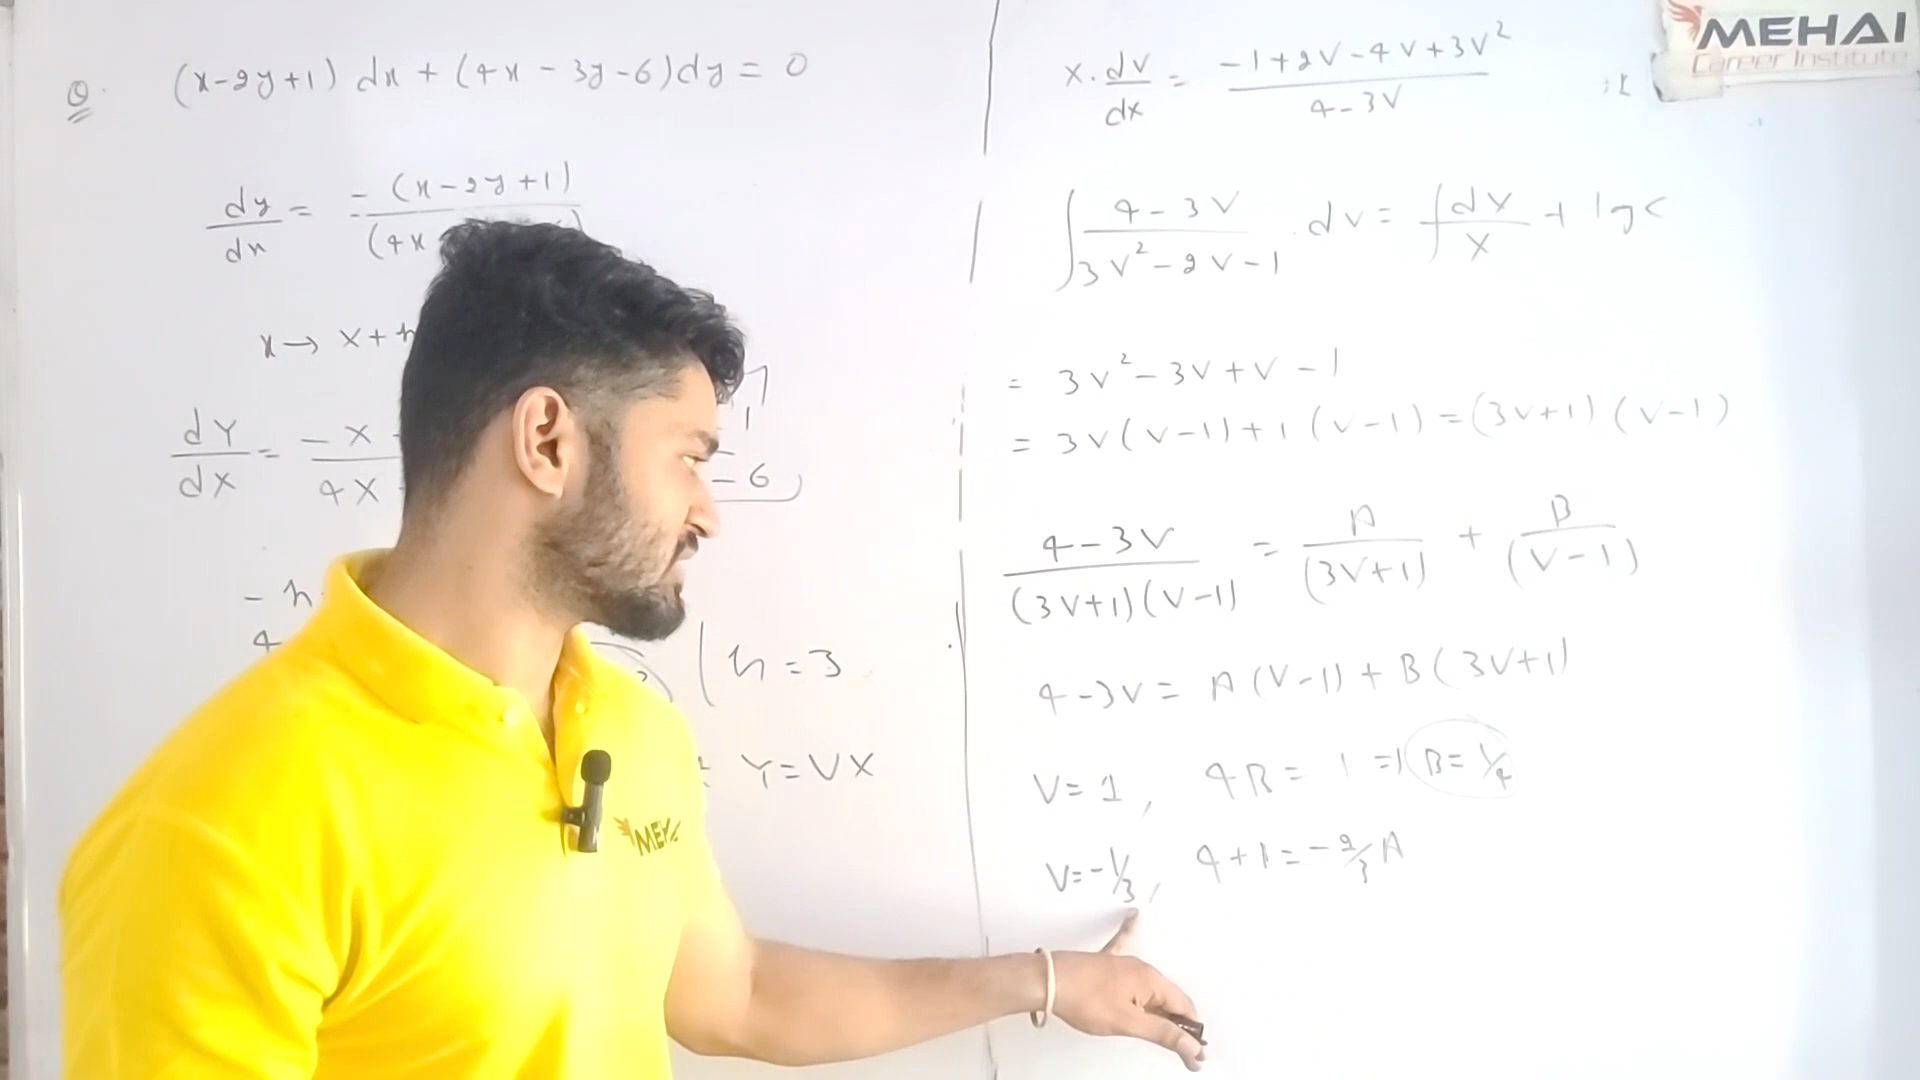 Q. (x-2y+1) dx + (4x - 3y-6)dy = 0
dy/dx = -(x-2y+1)/(4x
x → x+h
dY/dX = -X
4X
-6
-h
4
h = 3
Y=VX
x. dv/dx = (-1+2V-4V+3V²)/(4-3V)
∫ (4-3V)/(3V²-2V-1) . dv = ∫ dx/x + log c
= 3V²-3V+V-1
= 3V(V-1)+1(V-1) = (3V+1)(V-1)
(4-3V)/((3V+1)(V-1)) = A/(3V+1) + B/(V-1)
4-3V = A(V-1) + B(3V+1)
V=1, 4B = 1 ⇒ B=1/4
V=-1/3, 4+1=-2/3 A
MEHAI
Career Institute